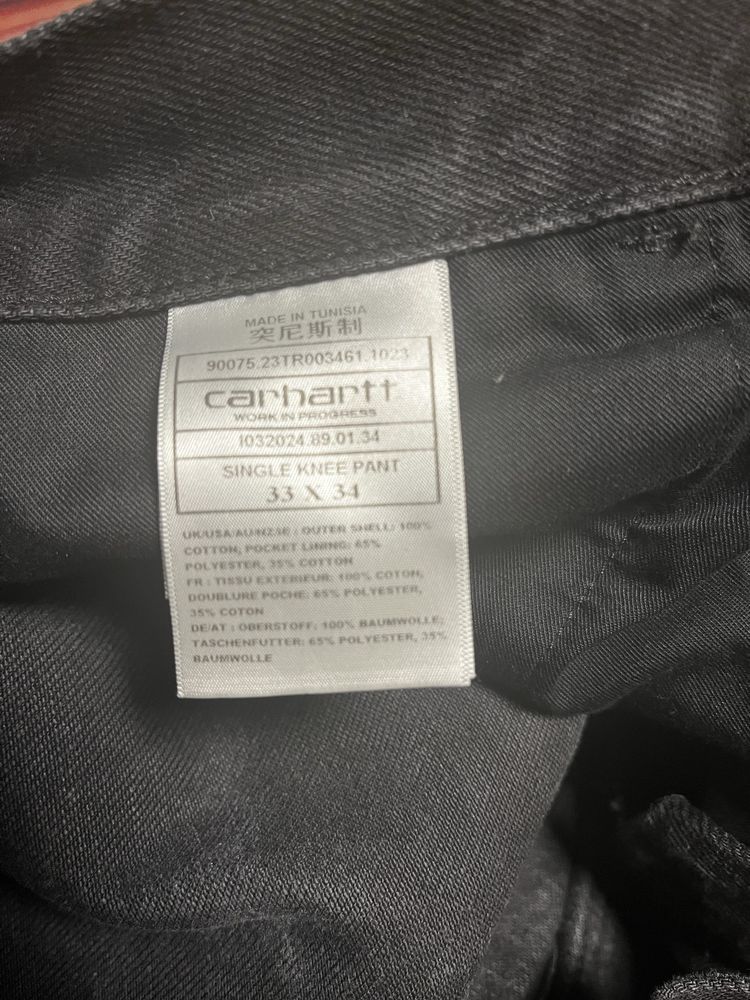 MADE IN TUNISIA
突尼斯制
90075.23TR003461.1023
carhartt
WORK IN PROGRESS
I032024.89.01.34
SINGLE KNEE PANT
33 X 34
UK/USA/AU/NZ/IE : OUTER SHELL: 100%
COTTON, POCKET LINING: 65%
POLYESTER, 35% COTTON
FR : TISSU EXTERIEUR: 100% COTON,
DOUBLURE POCHE: 65% POLYESTER,
35% COTON
DE/AT : OBERSTOFF: 100% BAUMWOLLE,
TASCHENFUTTER: 65% POLYESTER, 35%
BAUMWOLLE